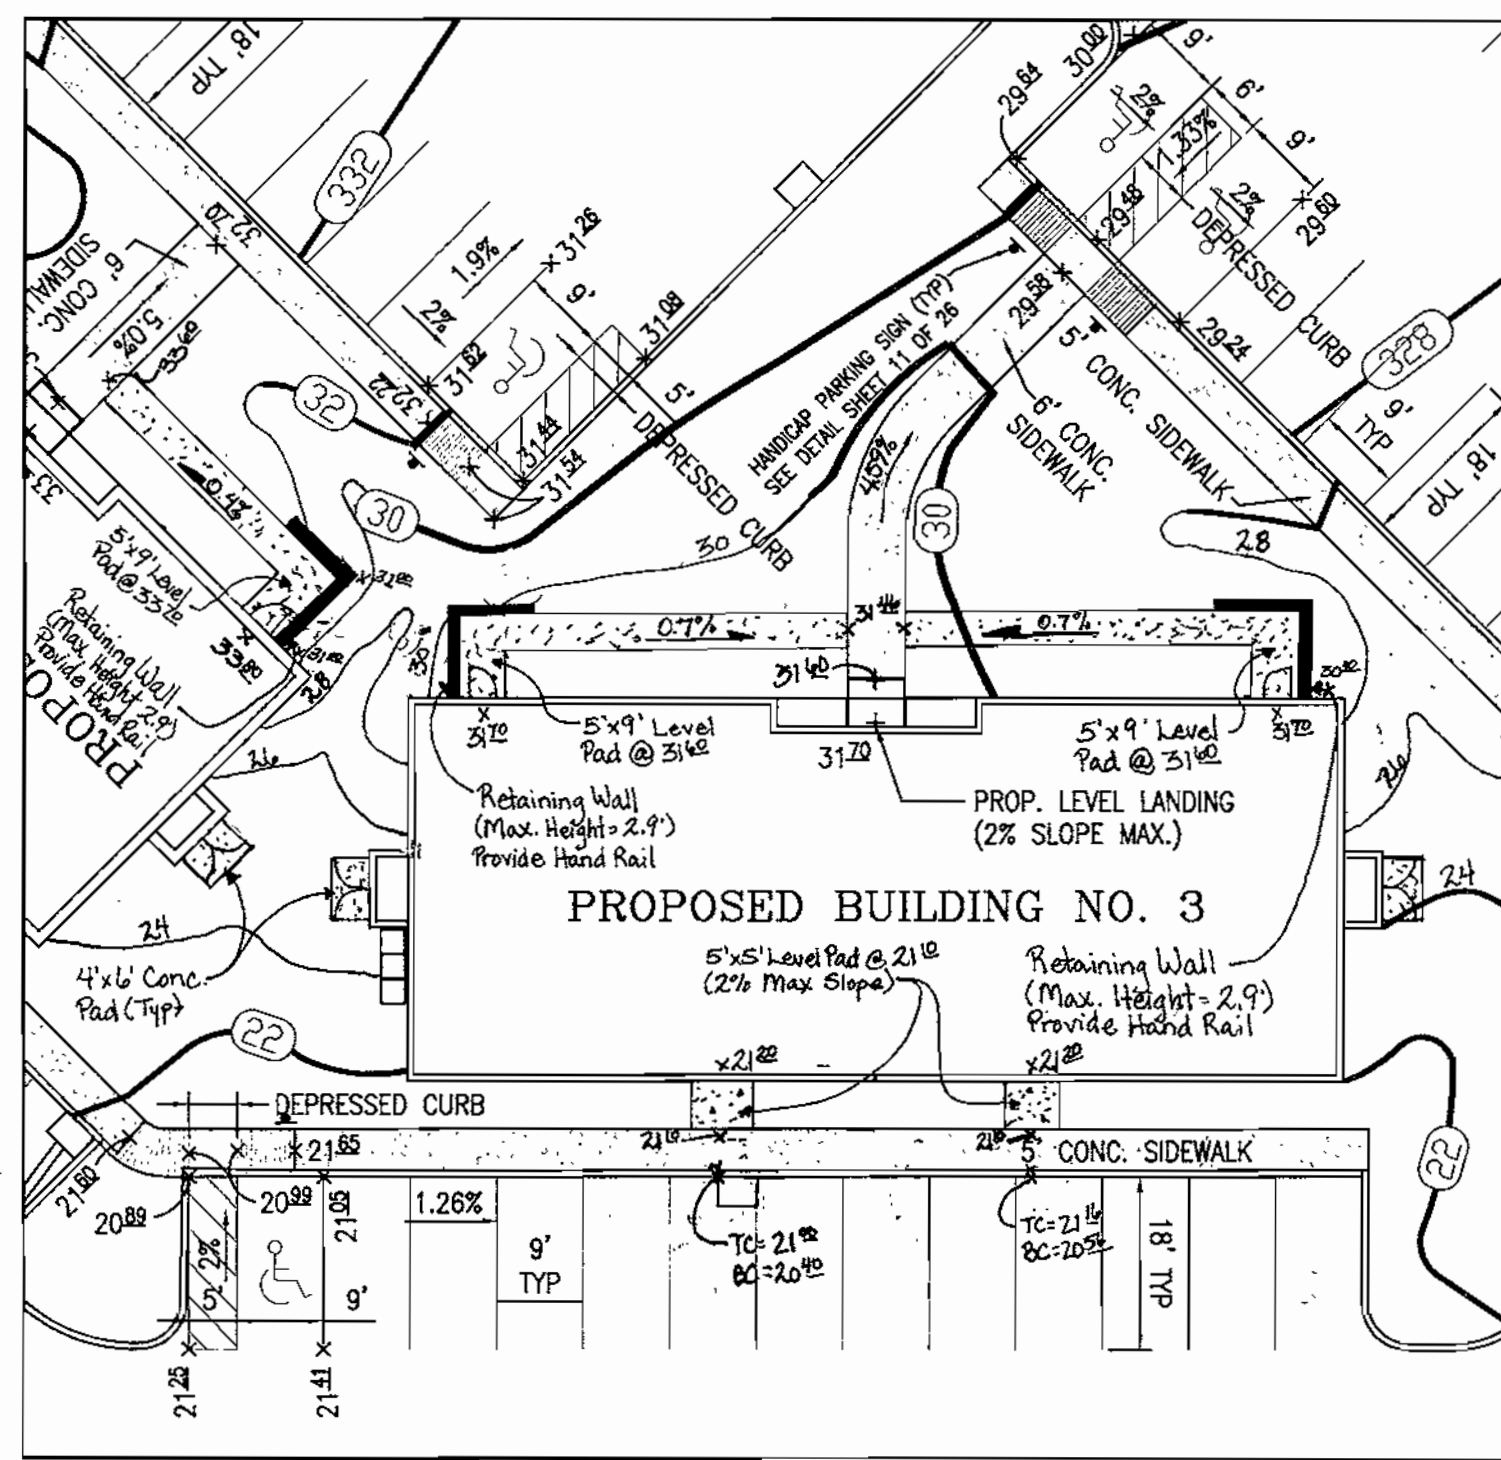 18' TYP
332
32.70
6' CONC.
SIDEWALK
5.0%
33.60
1.9%
2%
31.26
9'
31.62
31.08
32.22
31.44
31.54
5'
DEPRESSED CURB
32
30
0.4%
5'x9' Level
Pad @ 33.70
31.00
Retaining Wall
(Max. Height 2.9')
Provide Hand Rail
33.80
28
PROPO
26
30.00
29.64
9'
6'
9'
2%
1.33%
2%
29.48
29.60
DEPRESSED CURB
29.58
29.24
328
HANDICAP PARKING SIGN (TYP)
SEE DETAIL SHEET 11 OF 26
4.59%
6' CONC.
SIDEWALK
5' CONC. SIDEWALK
9'
TYP
18' TYP
30
30
28
30
0.7%
31.46
0.7%
31.60
31.70
5'x9' Level
Pad @ 31.60
31.70
5'x9' Level
Pad @ 31.60
31.70
26
Retaining Wall
(Max. Height = 2.9')
Provide Hand Rail
PROP. LEVEL LANDING
(2% SLOPE MAX.)
PROPOSED BUILDING NO. 3
24
24
4'x6' Conc.
Pad (Typ)
5'x5' Level Pad @ 21.10
(2% Max Slope)
Retaining Wall
(Max. Height = 2.9')
Provide Hand Rail
22
x21.20
x21.20
DEPRESSED CURB
21.65
21.10
21.10
5 CONC. SIDEWALK
22
21.60
20.89
20.99
21.05
1.26%
2%
5'
9'
9'
TYP
TC=21.00
BC=20.40
TC=21.16
BC=20.56
18' TYP
21.25
21.41